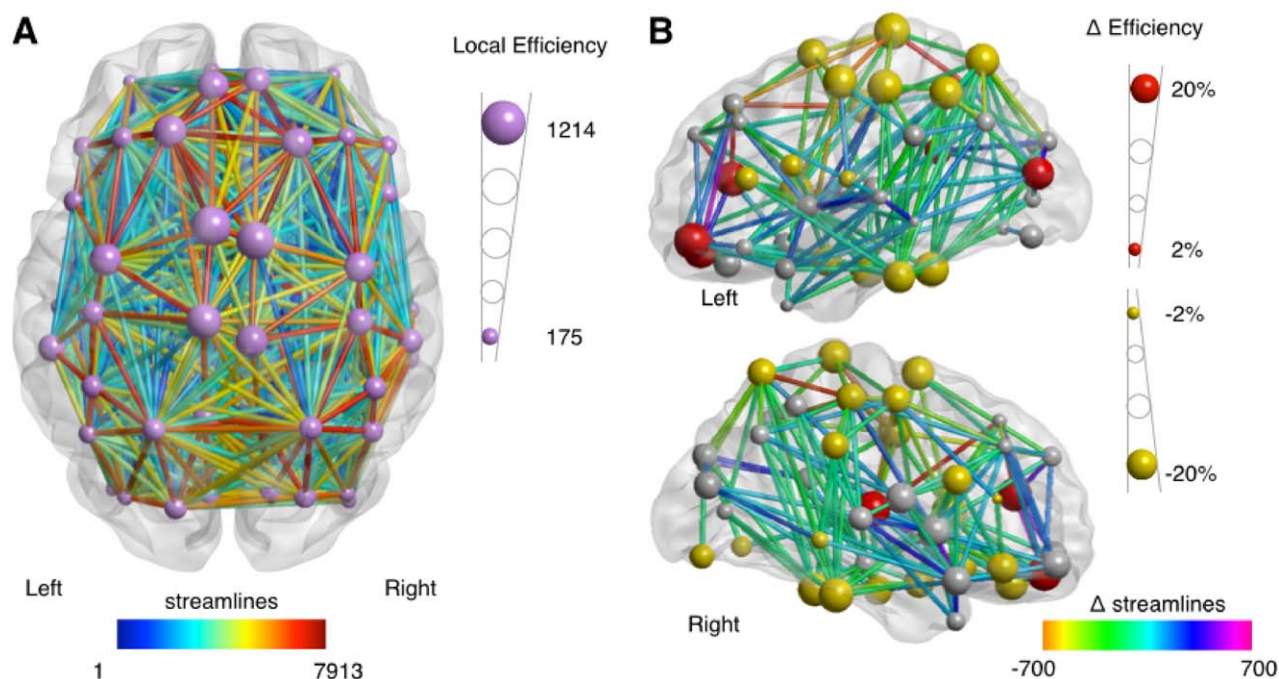 A
Local Efficiency
1214
175
Left
Right
streamlines
1
7913
B
Δ Efficiency
20%
2%
-2%
-20%
Left
Right
Δ streamlines
-700
700